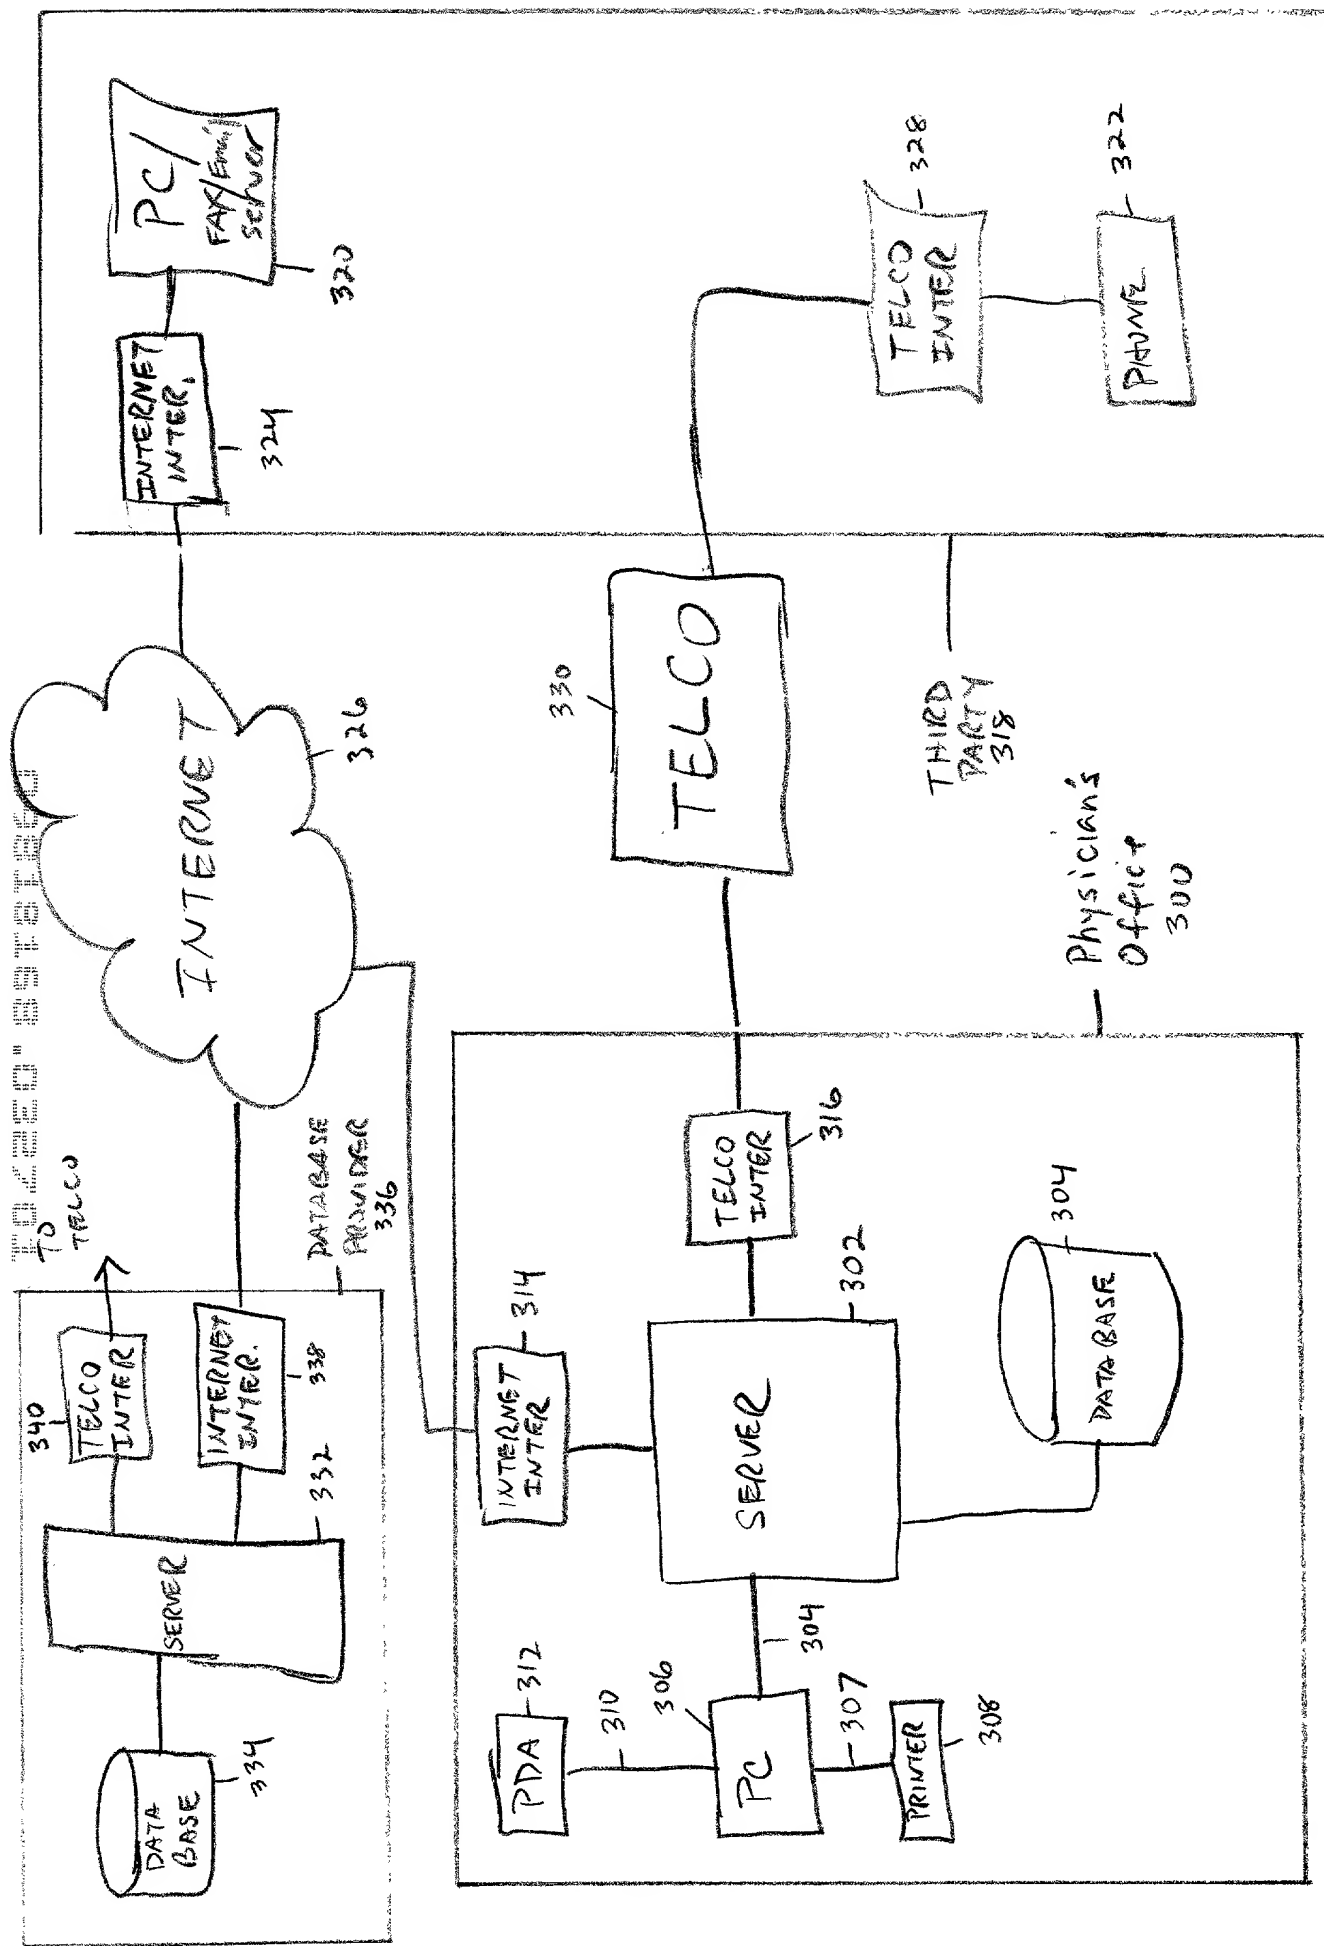 TO
TELCO
340
TELCO
INTER
INTERNET
INTER.
338
332
SERVER
DATA
BASE
334
DATABASE
PROVIDER
336
INTERNET
326
INTERNET
INTER.
324
PC/
FAX/Email
server
320
330
TELCO
TELCO
INTER
328
PHONE
322
THIRD
PARTY
318
Physician's
Office
300
INTERNET
INTER
314
TELCO
INTER
316
SERVER
302
DATABASE
304
304
PDA
312
310
306
PC
307
PRINTER
308